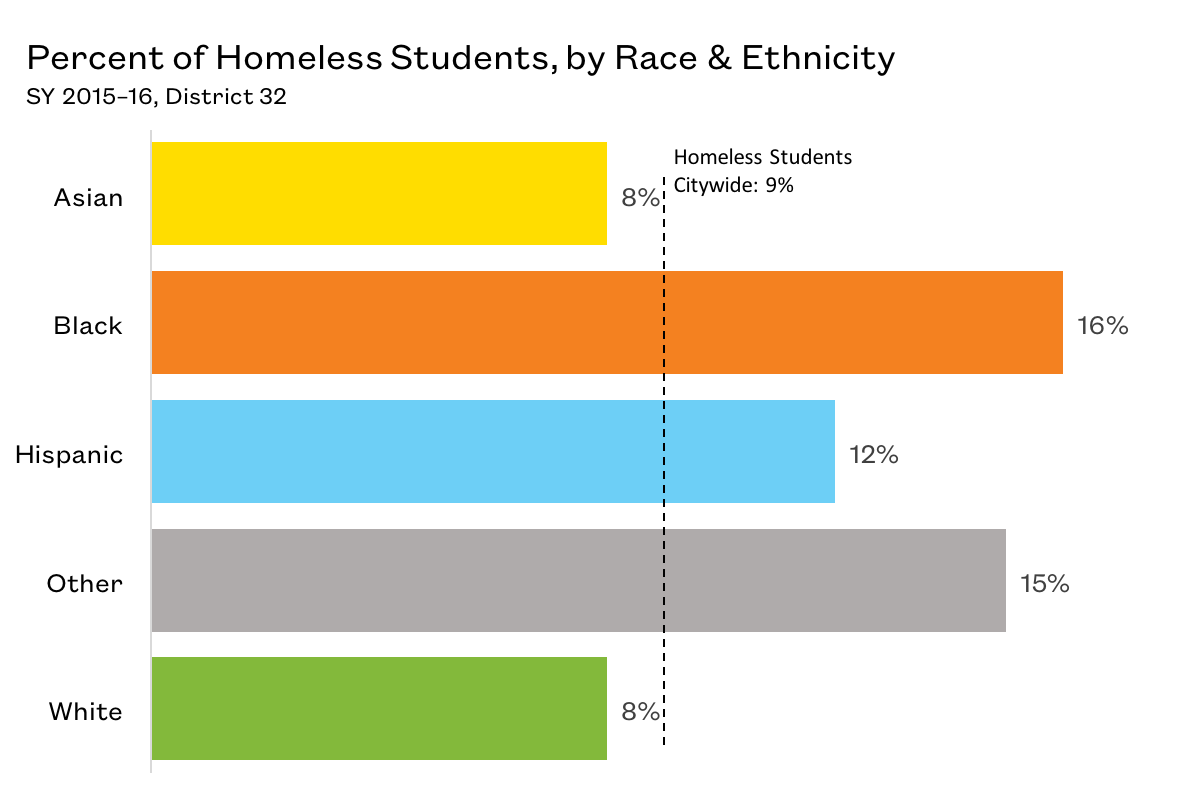 Percent of Homeless Students, by Race & Ethnicity
SY 2015–16, District 32
Homeless Students
Citywide: 9%
Asian 8%
Black 16%
Hispanic 12%
Other 15%
White 8%